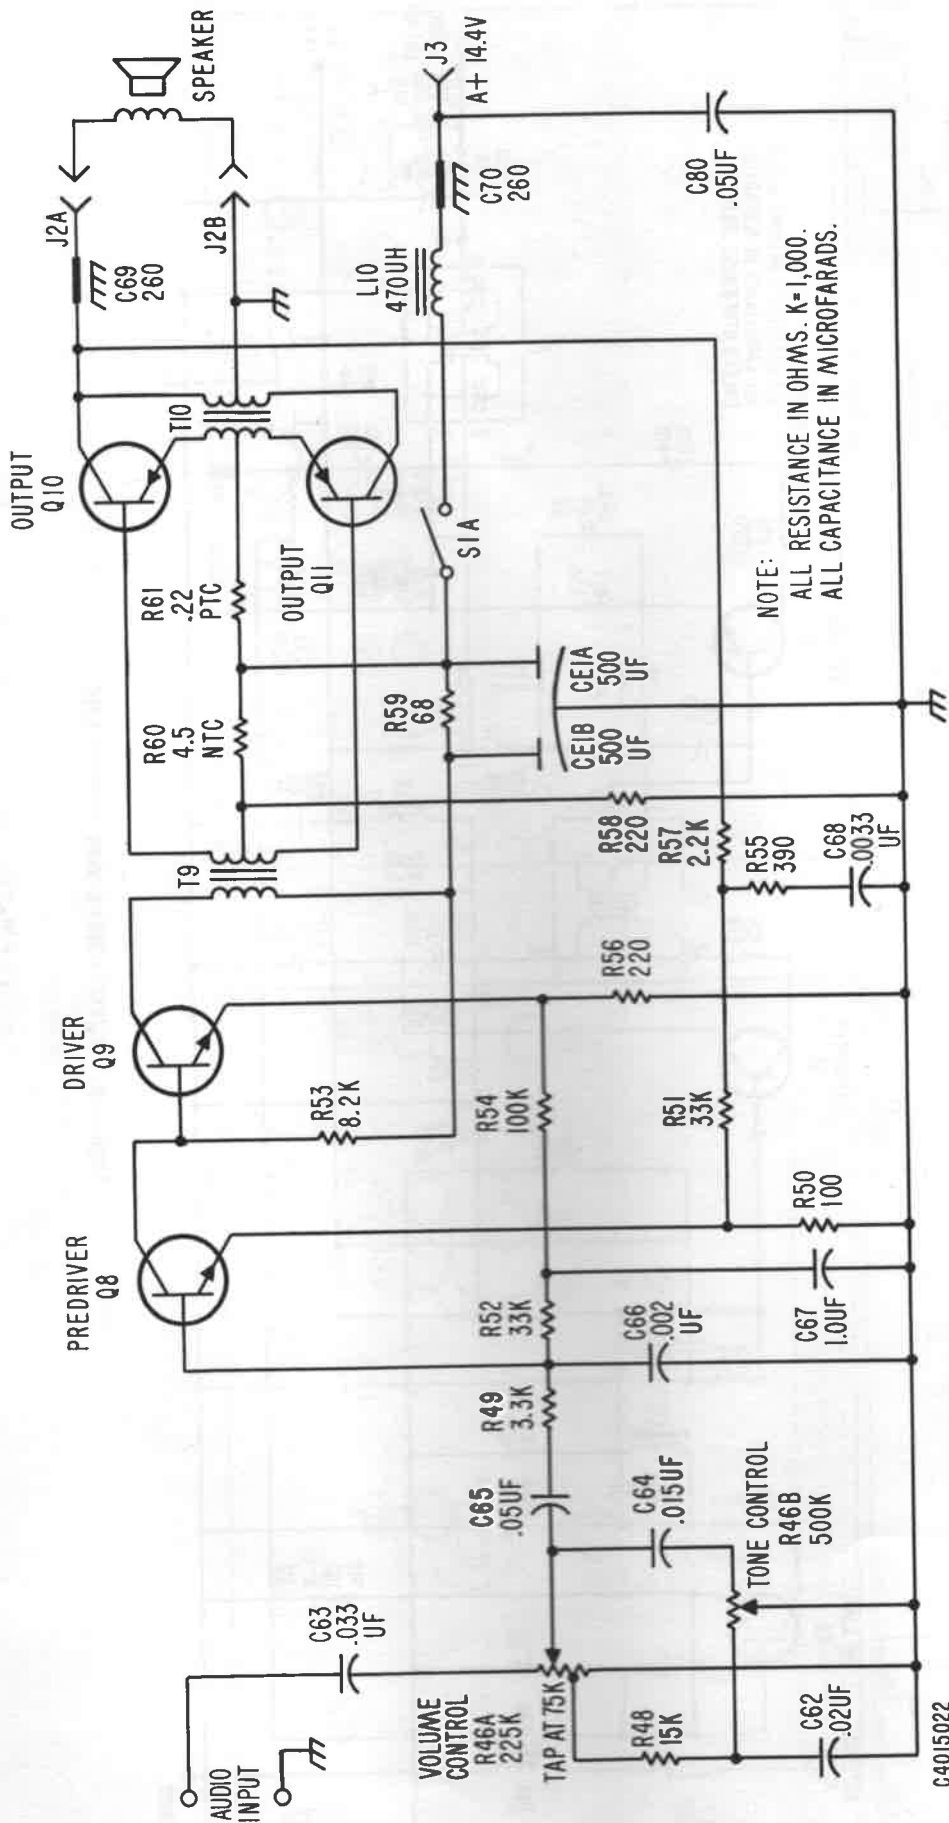 AUDIO
INPUT
C63
.033
UF
VOLUME
CONTROL
R46A
225K
TAP AT 75K
R48
15K
C62
.02UF
C65
.05UF
C64
.015UF
TONE CONTROL
R46B
500K
PREDRIVER
Q8
R49
3.3K
R52
33K
C66
.002
UF
C67
1.0UF
R50
100
DRIVER
Q9
R53
8.2K
R54
100K
R51
33K
R56
220
T9
R60
4.5
NTC
R61
.22
PTC
R59
68
CE1B
500
UF
CE1A
500
UF
R58
220
R57
2.2K
R55
390
C68
.0033
UF
OUTPUT
Q10
OUTPUT
Q11
T10
S1A
L10
470UH
C69
260
C70
260
J2A
J2B
SPEAKER
J3
A+ 14.4V
C80
.05UF
NOTE:
ALL RESISTANCE IN OHMS. K=1,000.
ALL CAPACITANCE IN MICROFARADS.
C4015022